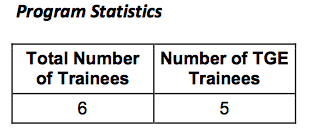 Program Statistics
Total Number of Trainees
Number of TGE Trainees
6
5